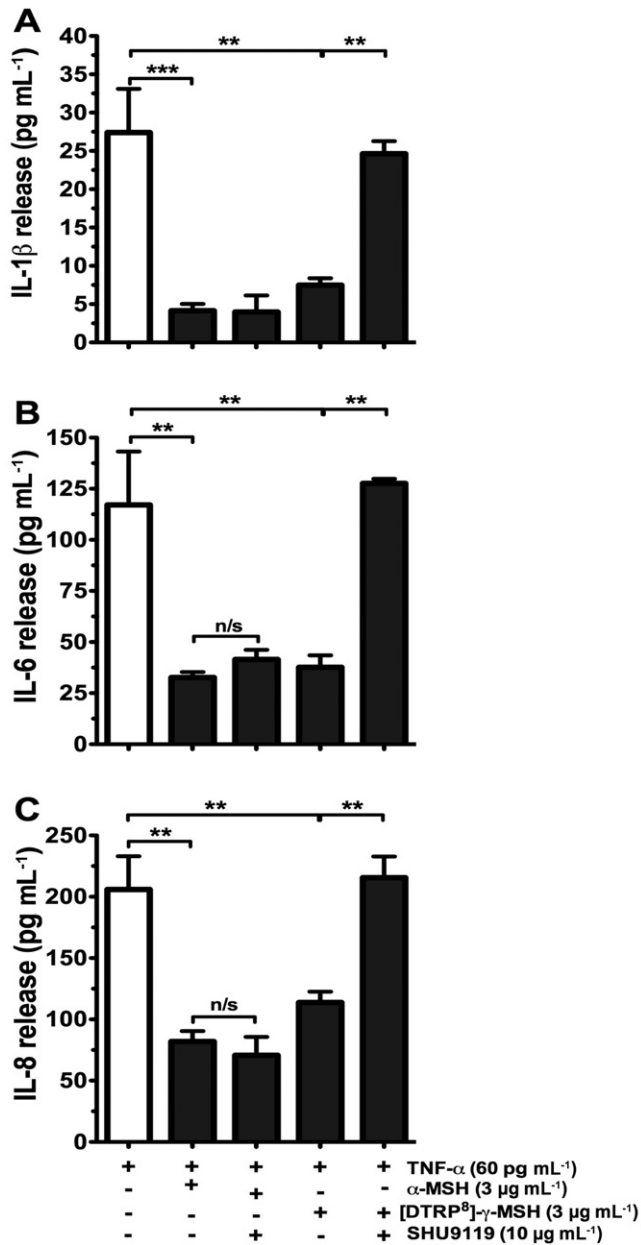 A
** **
***
40
35
30
25
20
15
10
5
0
IL-1β release (pg mL⁻¹)
B
** **
**
n/s
150
125
100
75
50
25
0
IL-6 release (pg mL⁻¹)
C
** **
**
n/s
250
200
150
100
50
0
IL-8 release (pg mL⁻¹)
+ + + + + TNF-α (60 pg mL⁻¹)
- + + - - α-MSH (3 µg mL⁻¹)
- - - + + [DTRP⁸]-γ-MSH (3 µg mL⁻¹)
- - + - + SHU9119 (10 µg mL⁻¹)